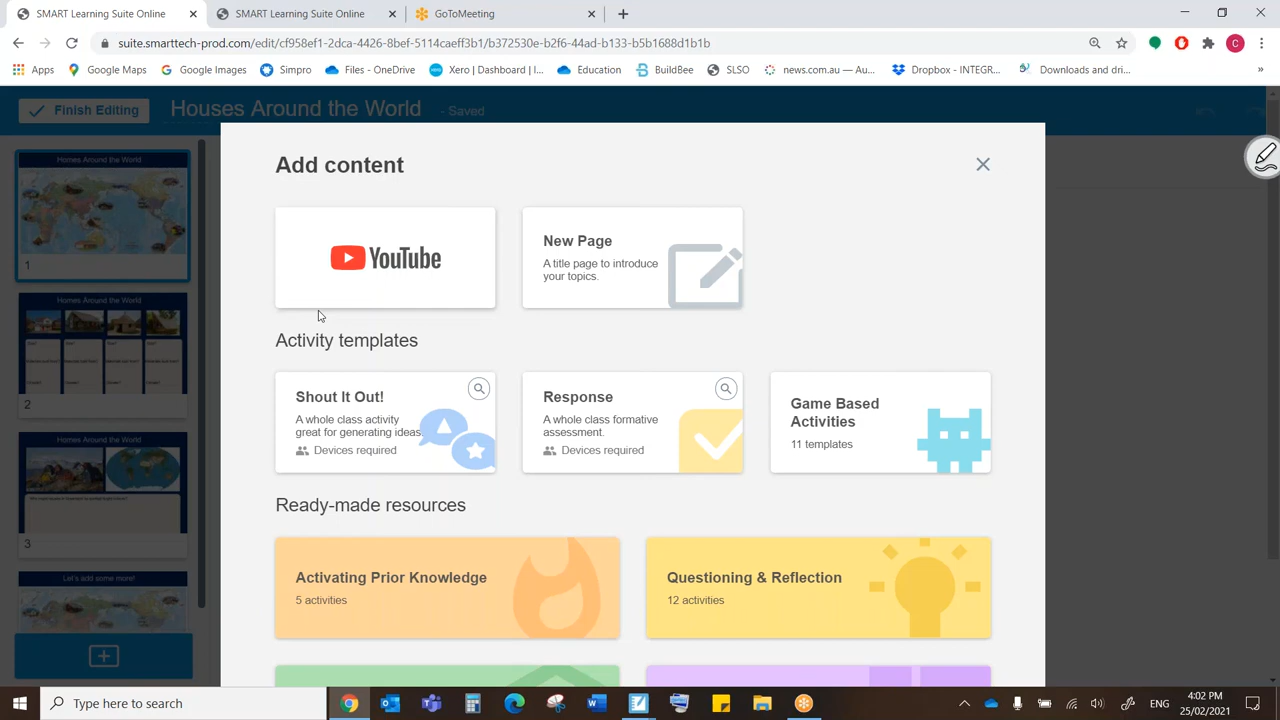 SMART Learning Suite Online
SMART Learning Suite Online
GoToMeeting
suite.smarttech-prod.com/edit/cf958ef1-2dca-4426-8bef-5114caeff3b1/b372530e-b2f6-44ad-b133-b5b1688d1b1b
C
Apps
Google Maps
Google Images
Simpro
Files - OneDrive
Xero | Dashboard | I...
Education
BuildBee
SLSO
news.com.au — Au...
Dropbox - INTEGR...
Downloads and dri...
»
Finish Editing
Houses Around the World
- Saved
Homes Around the World
1
Homes Around the World
2
Homes Around the World
3
Let's add some more!
Add content
YouTube
New Page
A title page to introduce
your topics.
Activity templates
Shout It Out!
A whole class activity
great for generating ideas.
Devices required
Response
A whole class formative
assessment.
Devices required
Game Based
Activities
11 templates
Ready-made resources
Activating Prior Knowledge
5 activities
Questioning & Reflection
12 activities
Type here to search
ENG
4:02 PM
25/02/2021